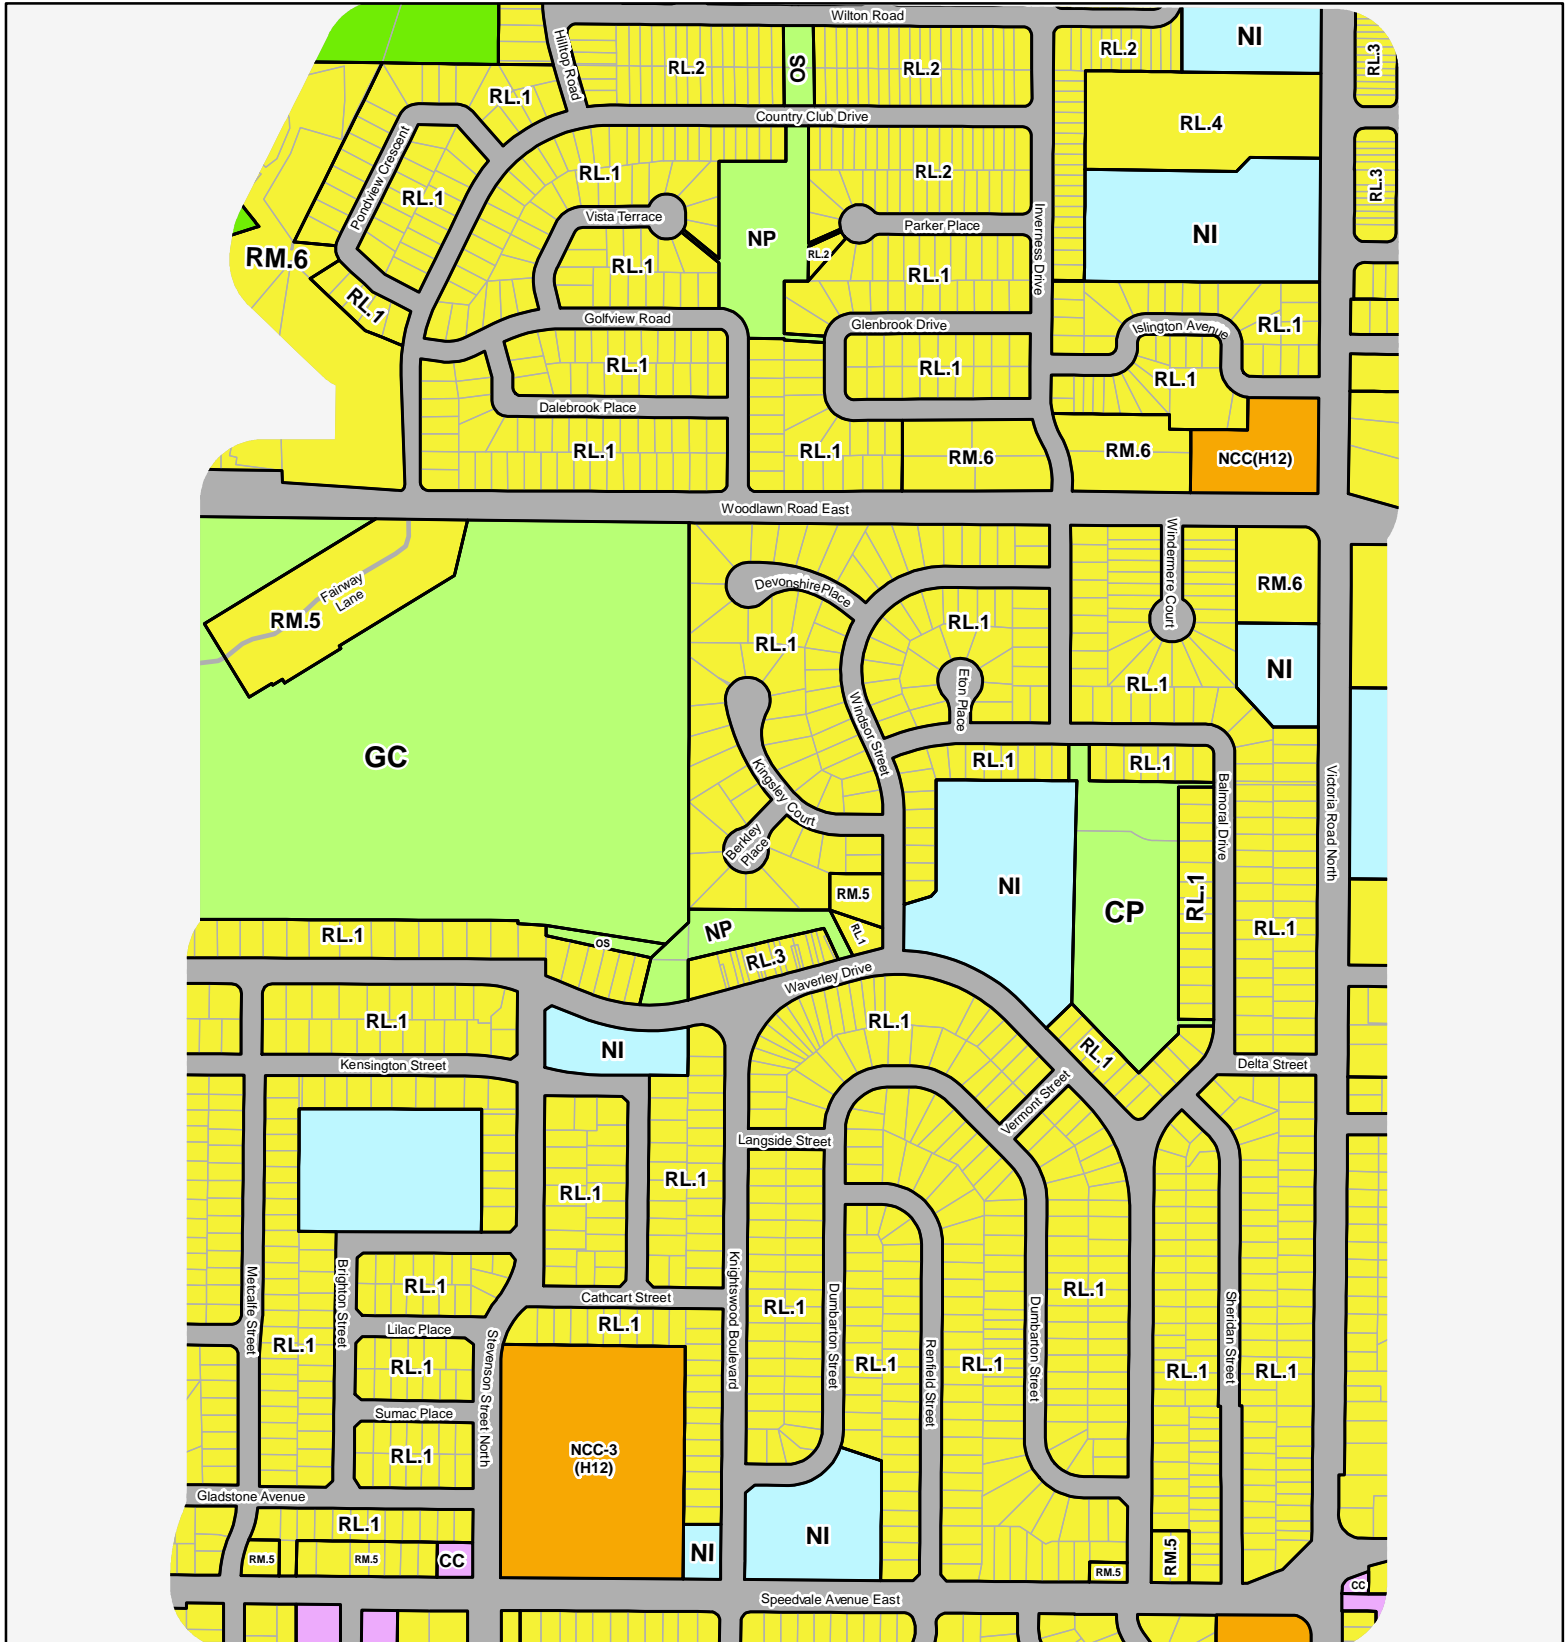 Wilton Road
NI
RL.2
Hilltop Road
RL.2
OS
RL.2
RL.3
RL.1
Country Club Drive
RL.4
RL.1
RL.2
RL.3
Pondview Crescent
RL.1
Vista Terrace
Parker Place
Inverness Drive
NP
NI
RM.6
RL.2
RL.1
RL.1
RL.1
Golfview Road
Glenbrook Drive
Islington Avenue
RL.1
RL.1
RL.1
RL.1
Dalebrook Place
RL.1
RL.1
RM.6
RM.6
NCC(H12)
Woodlawn Road East
Windermere Court
Fairway
Lane
Devonshire Place
RM.6
RM.5
RL.1
RL.1
NI
Eton Place
RL.1
Windsor Street
GC
RL.1
RL.1
Kingsley Court
Balmoral Drive
Victoria Road North
Berkley
Place
NI
RM.5
RL.1
CP
NP
RL.1
RL.1
OS
RL.1
RL.3
Waverley Drive
RL.1
RL.1
NI
RL.1
Kensington Street
Delta Street
Vermont Street
Langside Street
RL.1
RL.1
Knightswood Boulevard
Metcalfe Street
Brighton Street
RL.1
Cathcart Street
RL.1
Dumbarton Street
RL.1
Dumbarton Street
Sheridan Street
RL.1
Lilac Place
RL.1
Stevenson Street North
RL.1
RL.1
Renfield Street
RL.1
RL.1
RL.1
Sumac Place
RL.1
NCC-3
(H12)
Gladstone Avenue
RL.1
NI
NI
RM.5
RM.5
CC
RM.5
RM.5
CC
Speedvale Avenue East